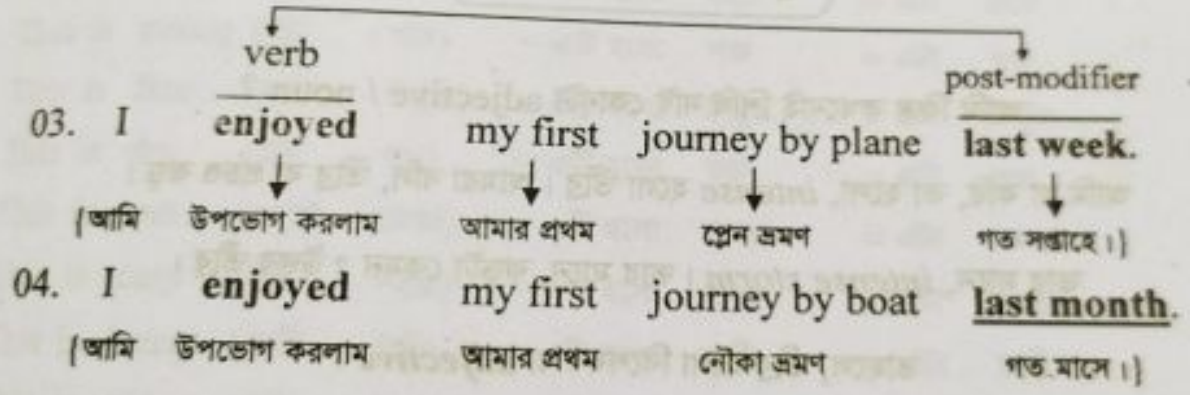 verb
post-modifier
03. I enjoyed my first journey by plane last week.
{আমি উপভোগ করলাম আমার প্রথম প্লেন ভ্রমণ গত সপ্তাহে।}
04. I enjoyed my first journey by boat last month.
{আমি উপভোগ করলাম আমার প্রথম নৌকা ভ্রমণ গত মাসে।}